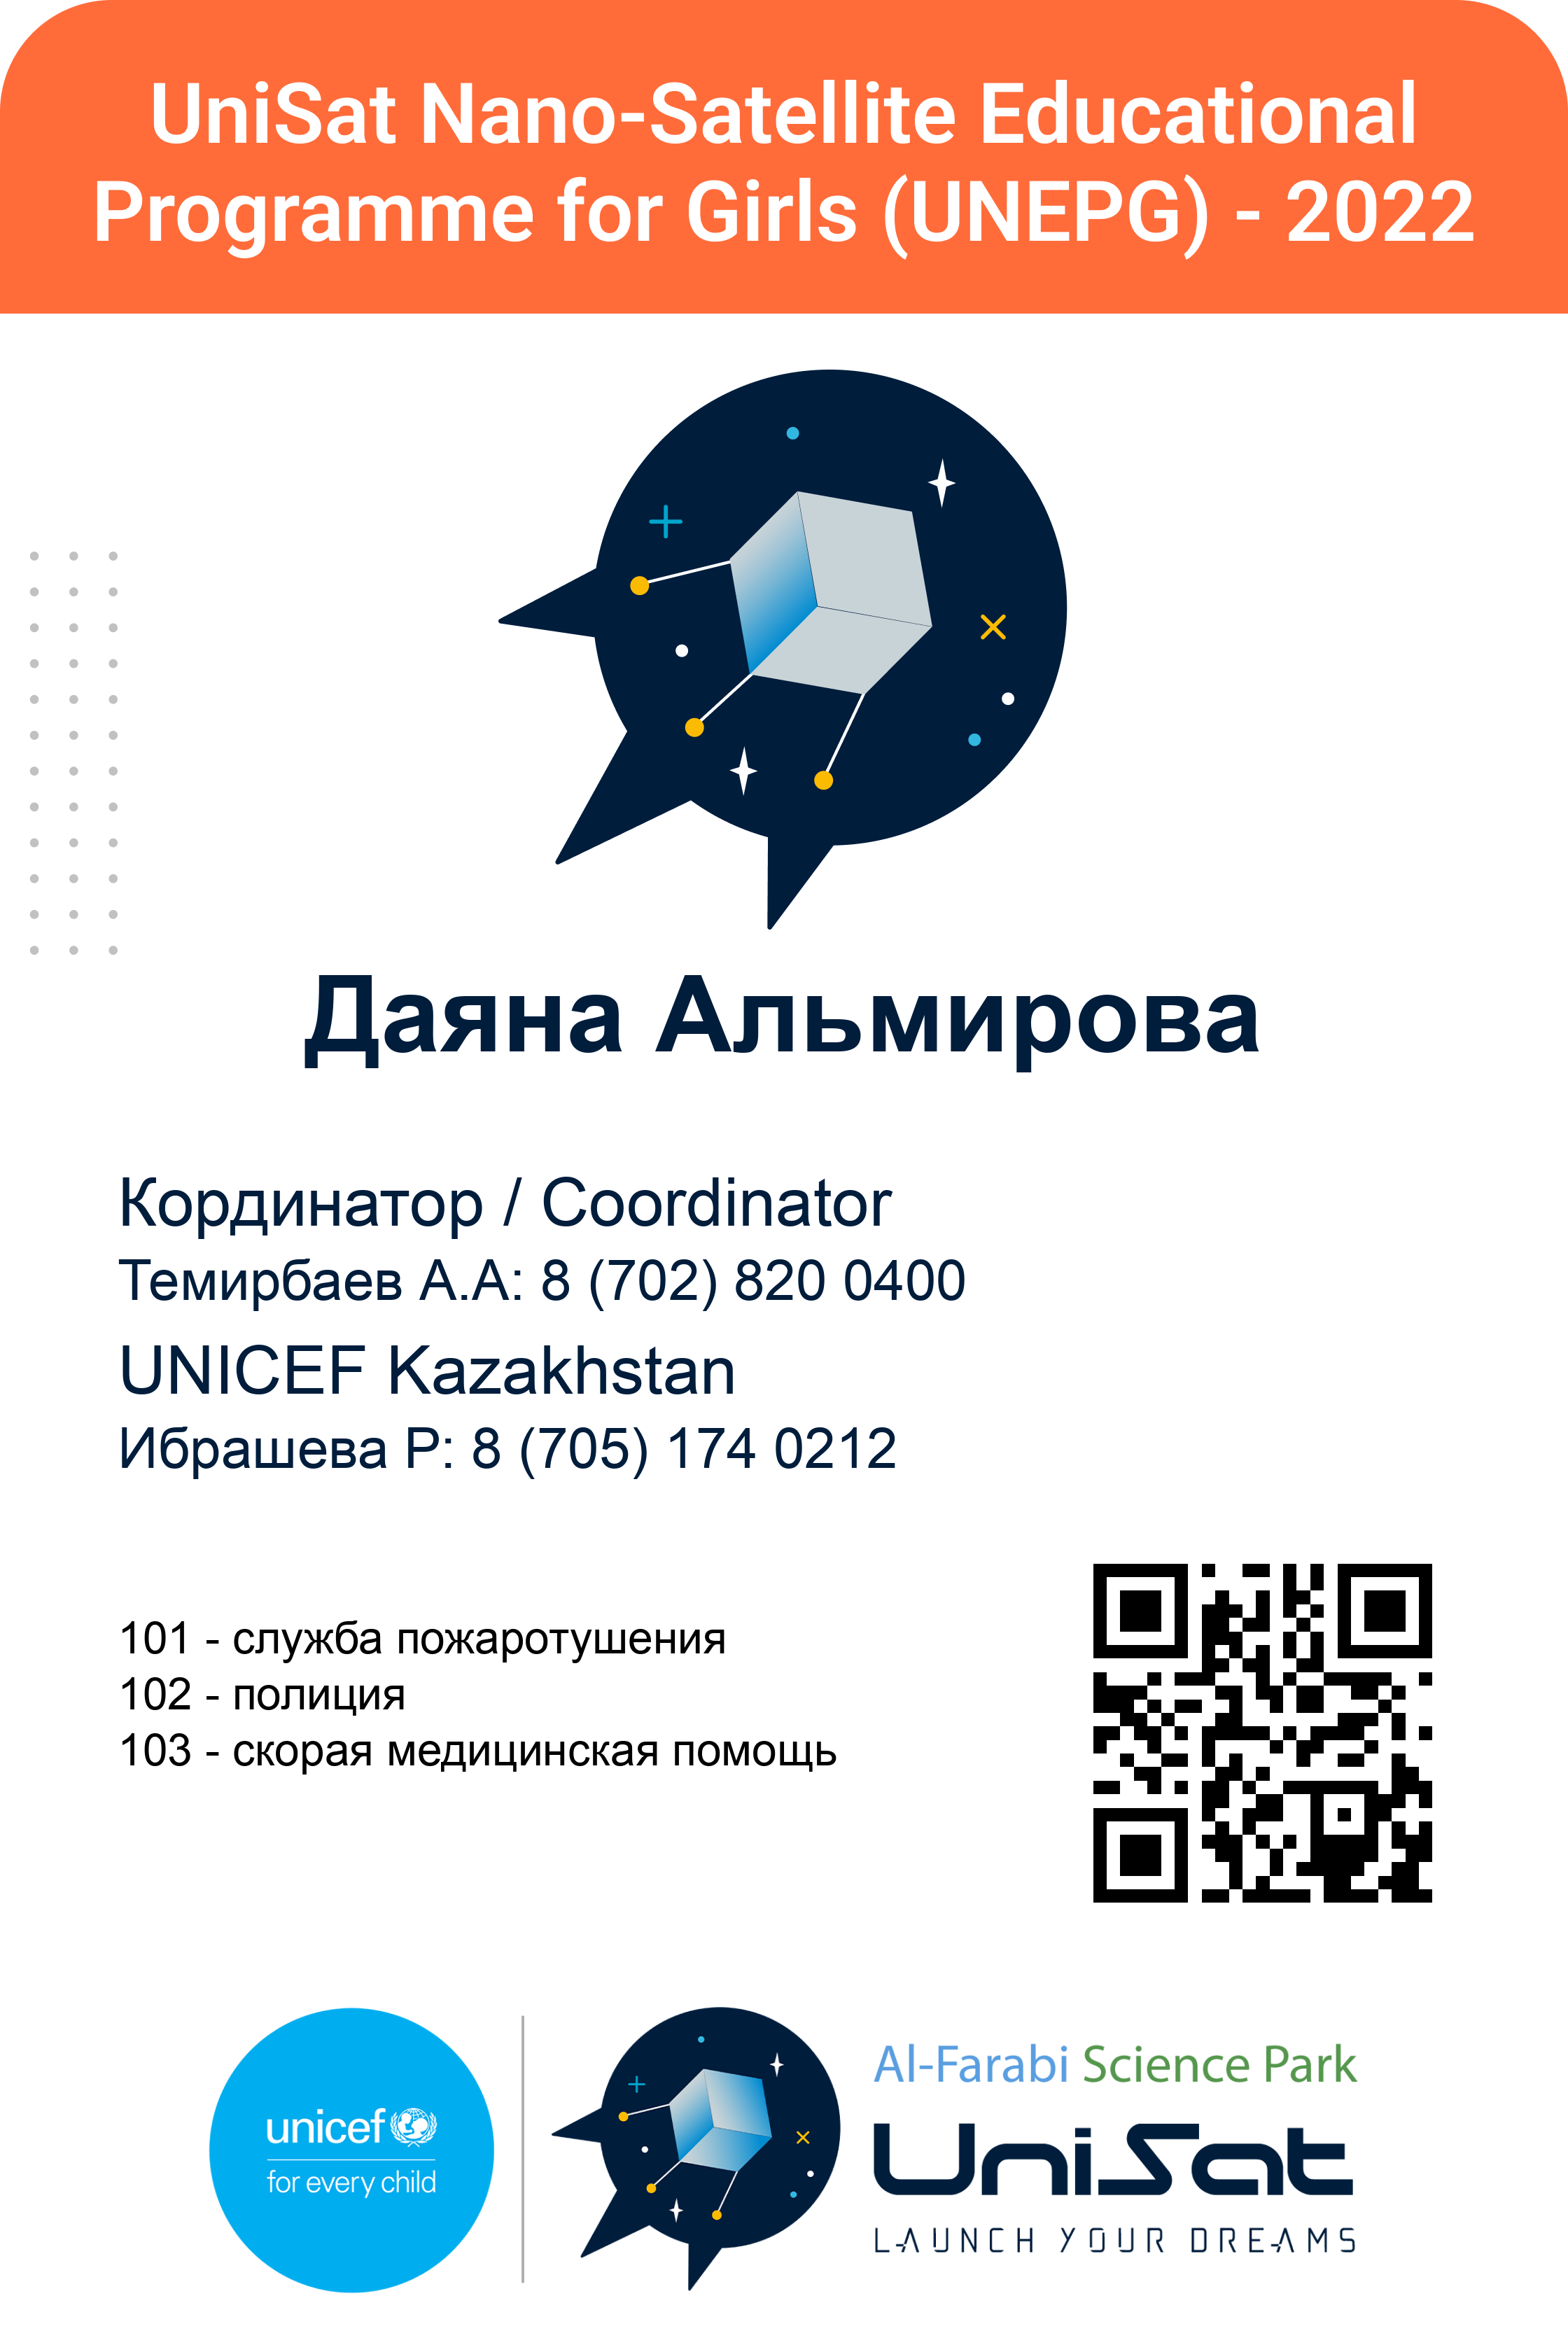 UniSat Nano-Satellite Educational
Programme for Girls (UNEPG) - 2022
Даяна Альмирова
Кординатор / Coordinator
Темирбаев А.А: 8 (702) 820 0400
UNICEF Kazakhstan
Ибрашева Р: 8 (705) 174 0212
101 - служба пожаротушения
102 - полиция
103 - скорая медицинская помощь
unicef
for every child
Al-Farabi Science Park
UniSat
LAUNCH YOUR DREAMS